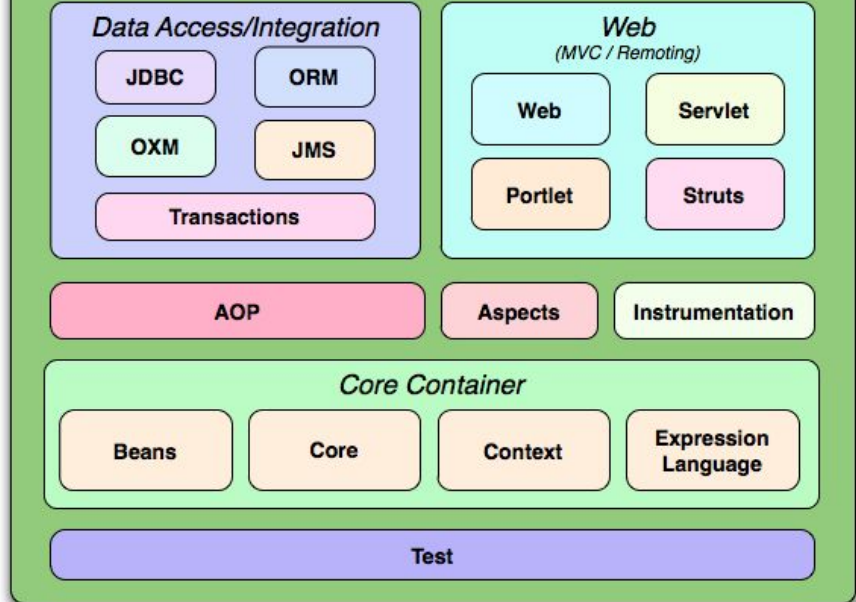 Data Access/Integration
JDBC
ORM
OXM
JMS
Transactions
Web
(MVC / Remoting)
Web
Servlet
Portlet
Struts
AOP
Aspects
Instrumentation
Core Container
Beans
Core
Context
Expression
Language
Test